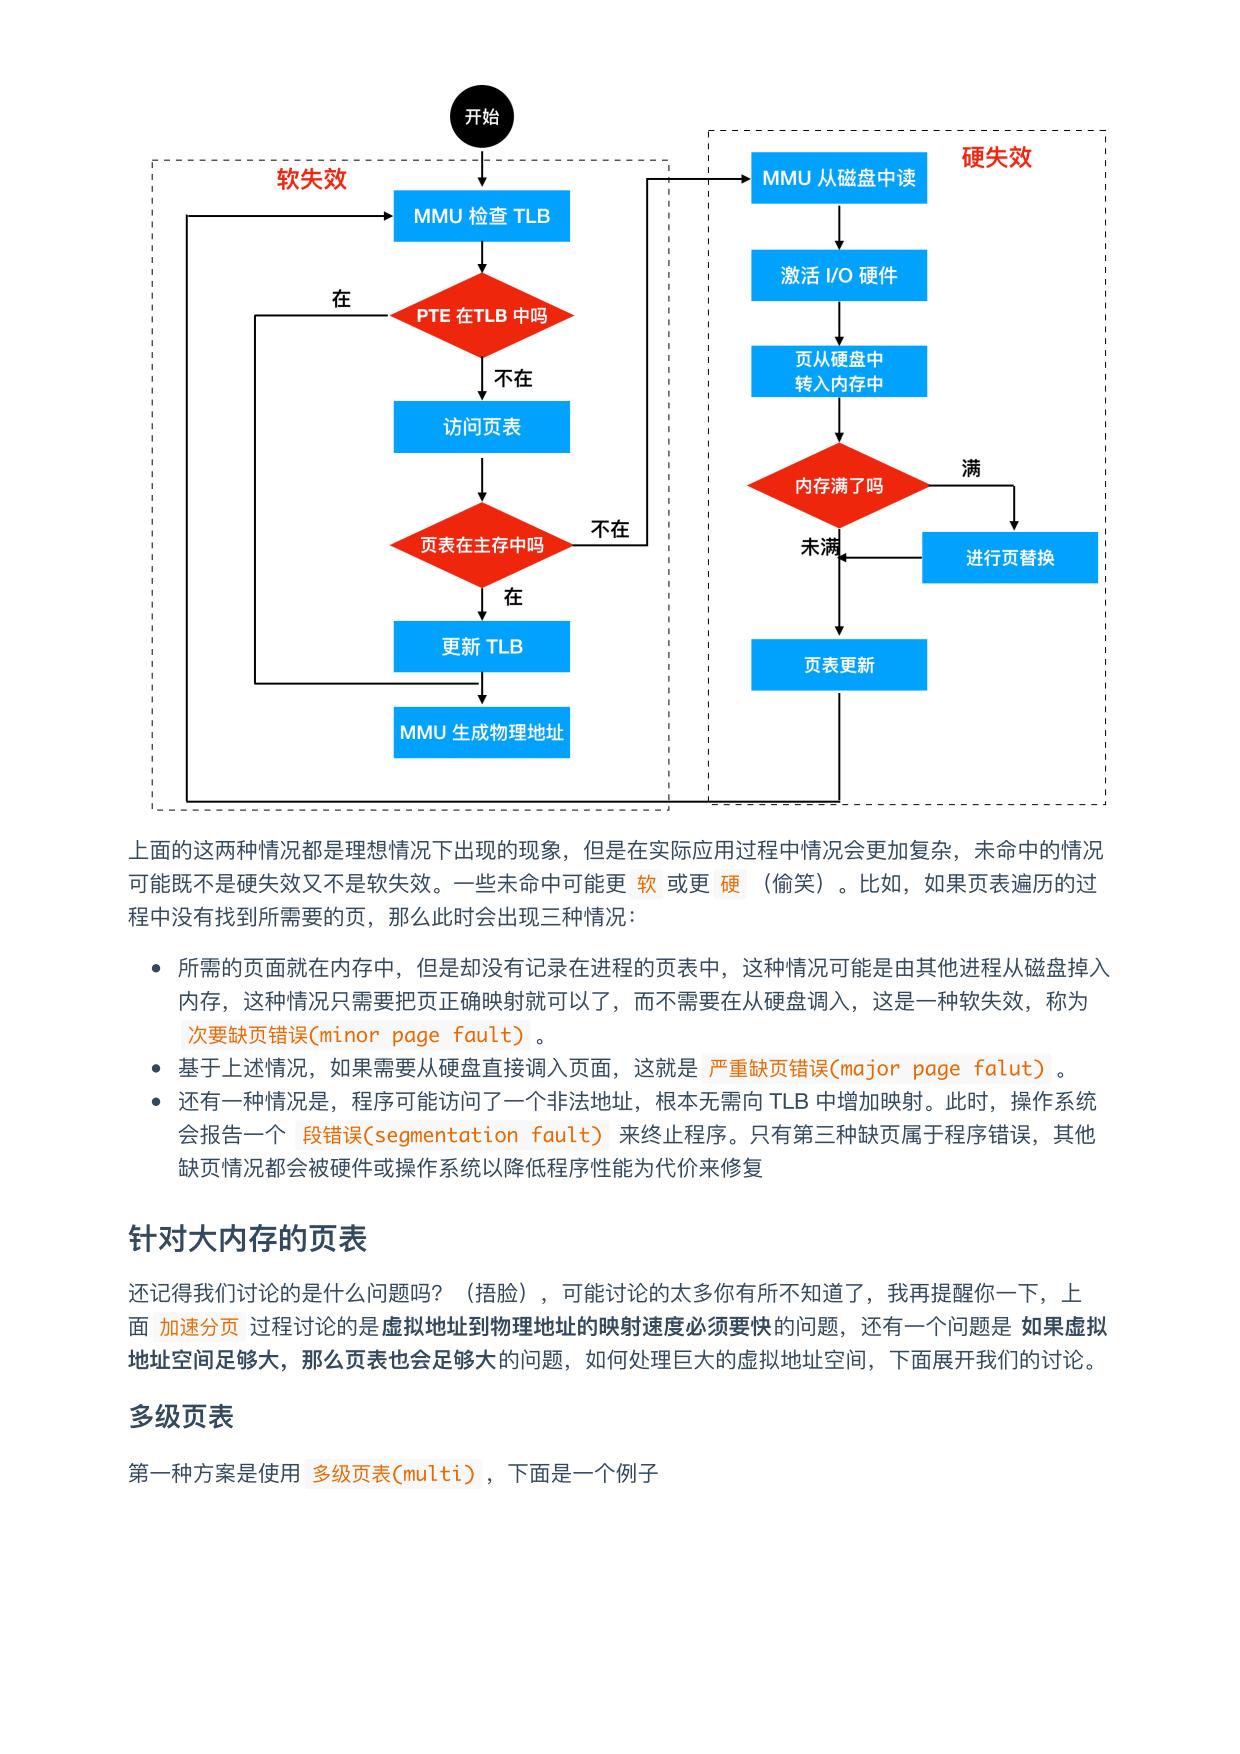 开始
软失效
MMU 检查 TLB
在
PTE 在TLB 中吗
不在
访问页表
页表在主存中吗
不在
在
更新 TLB
MMU 生成物理地址
硬失效
MMU 从磁盘中读
激活 I/O 硬件
页从硬盘中
转入内存中
内存满了吗
满
未满
进行页替换
页表更新
上面的这两种情况都是理想情况下出现的现象，但是在实际应用过程中情况会更加复杂，未命中的情况
可能既不是硬失效又不是软失效。一些未命中可能更 软 或更 硬 （偷笑）。比如，如果页表遍历的过
程中没有找到所需要的页，那么此时会出现三种情况：
• 所需的页面就在内存中，但是却没有记录在进程的页表中，这种情况可能是由其他进程从磁盘掉入
内存，这种情况只需要把页正确映射就可以了，而不需要在从硬盘调入，这是一种软失效，称为
次要缺页错误(minor page fault) 。
• 基于上述情况，如果需要从硬盘直接调入页面，这就是 严重缺页错误(major page falut) 。
• 还有一种情况是，程序可能访问了一个非法地址，根本无需向 TLB 中增加映射。此时，操作系统
会报告一个 段错误(segmentation fault) 来终止程序。只有第三种缺页属于程序错误，其他
缺页情况都会被硬件或操作系统以降低程序性能为代价来修复
针对大内存的页表
还记得我们讨论的是什么问题吗？（捂脸），可能讨论的太多你有所不知道了，我再提醒你一下，上
面 加速分页 过程讨论的是虚拟地址到物理地址的映射速度必须要快的问题，还有一个问题是 如果虚拟
地址空间足够大，那么页表也会足够大的问题，如何处理巨大的虚拟地址空间，下面展开我们的讨论。
多级页表
第一种方案是使用 多级页表(multi) ，下面是一个例子